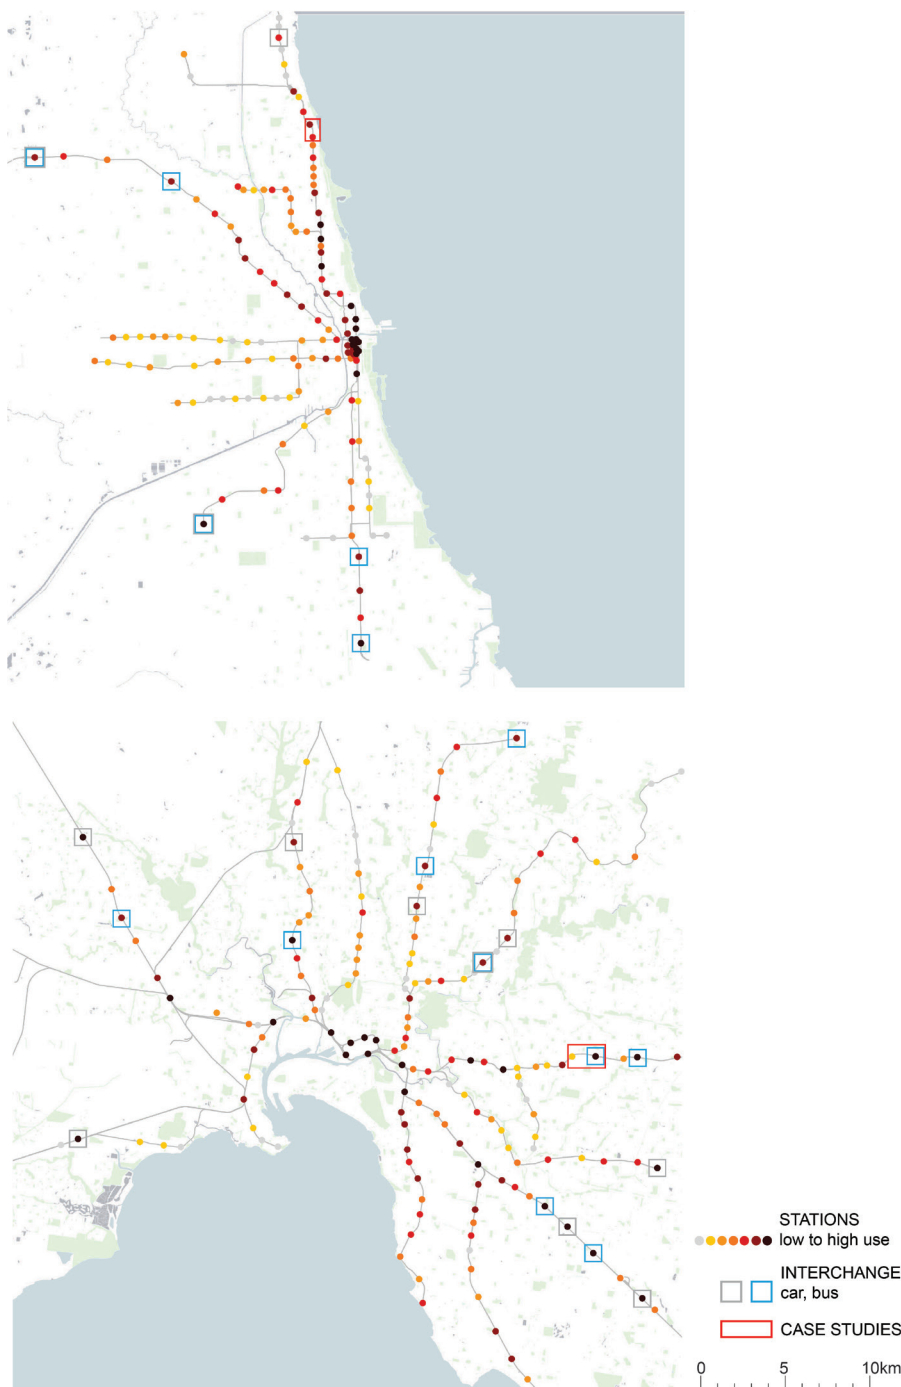 STATIONS
low to high use
INTERCHANGE
car, bus
CASE STUDIES
0 5 10km